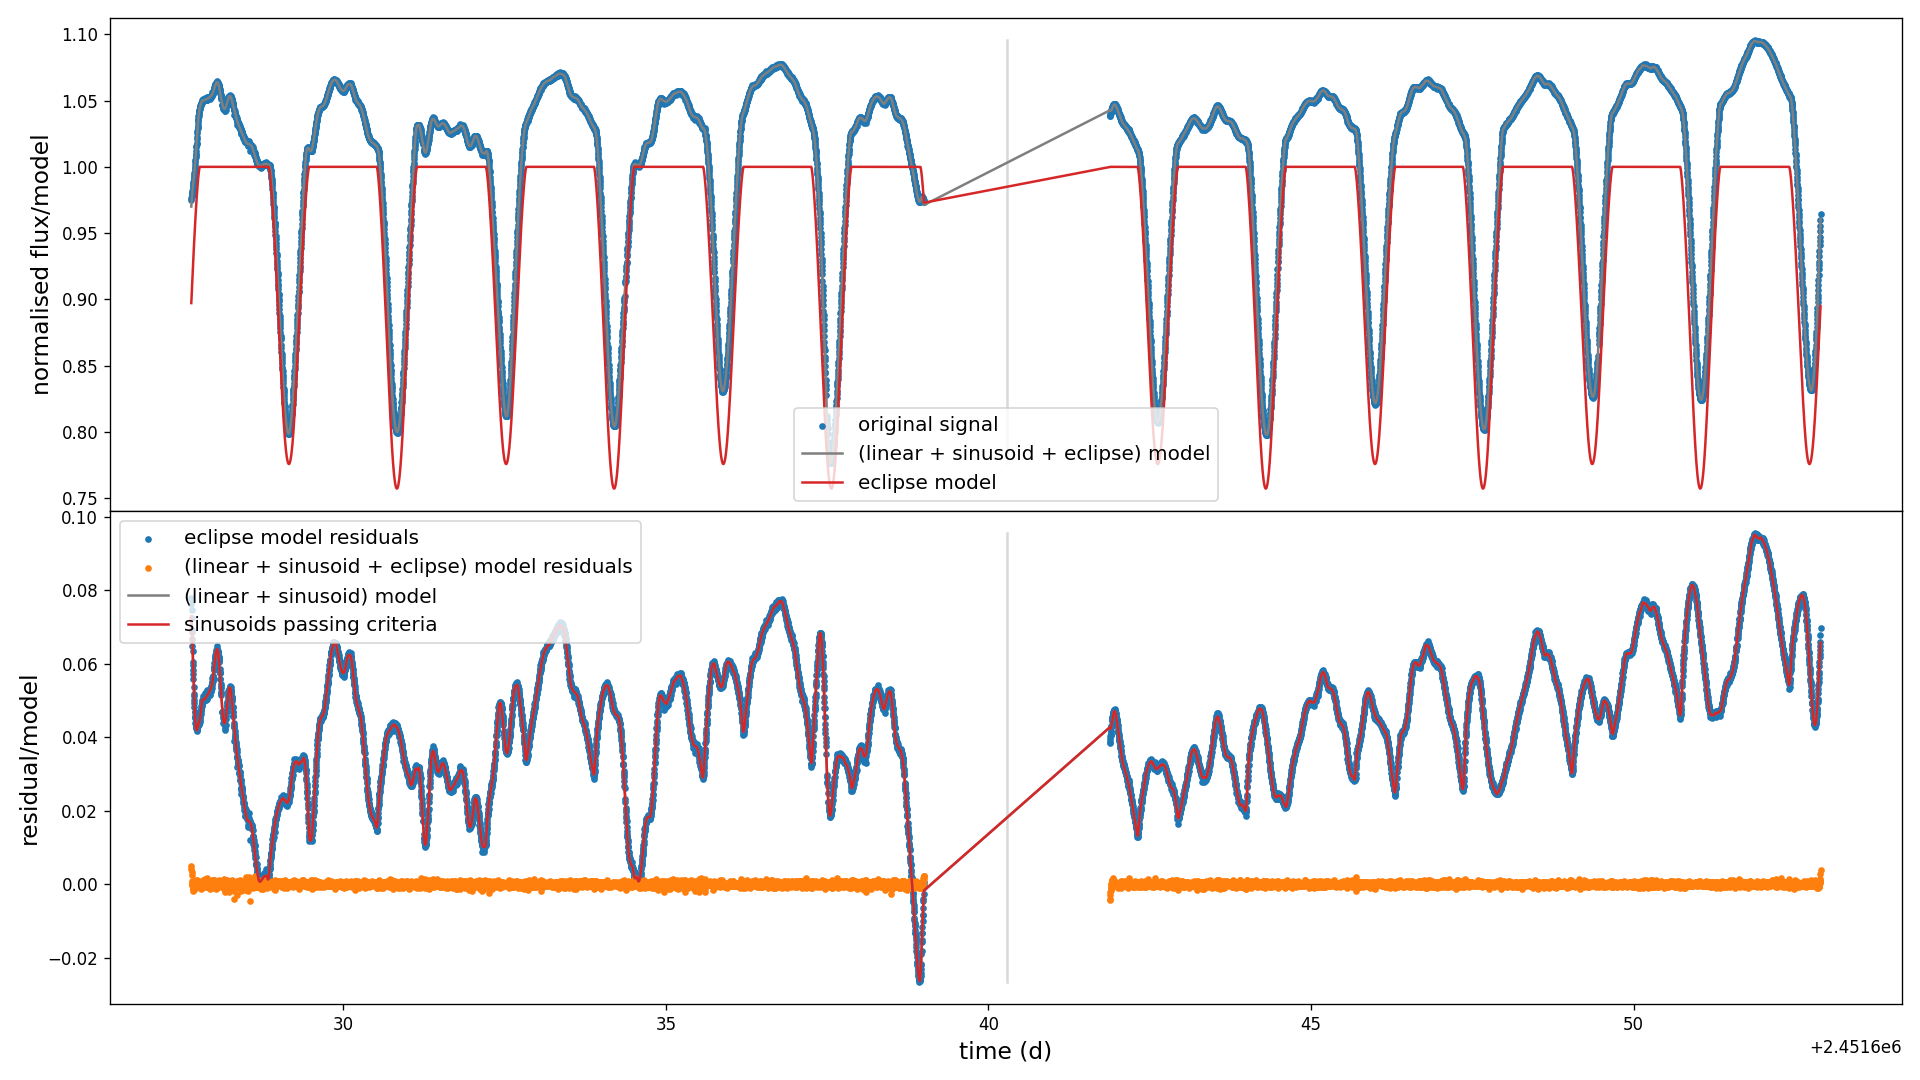 normalised flux/model
1.10
1.05
1.00
0.95
0.90
0.85
0.80
0.75
original signal
(linear + sinusoid + eclipse) model
eclipse model
residual/model
0.10
0.08
0.06
0.04
0.02
0.00
−0.02
eclipse model residuals
(linear + sinusoid + eclipse) model residuals
(linear + sinusoid) model
sinusoids passing criteria
30 35 40 45 50
time (d)
+2.4516e6